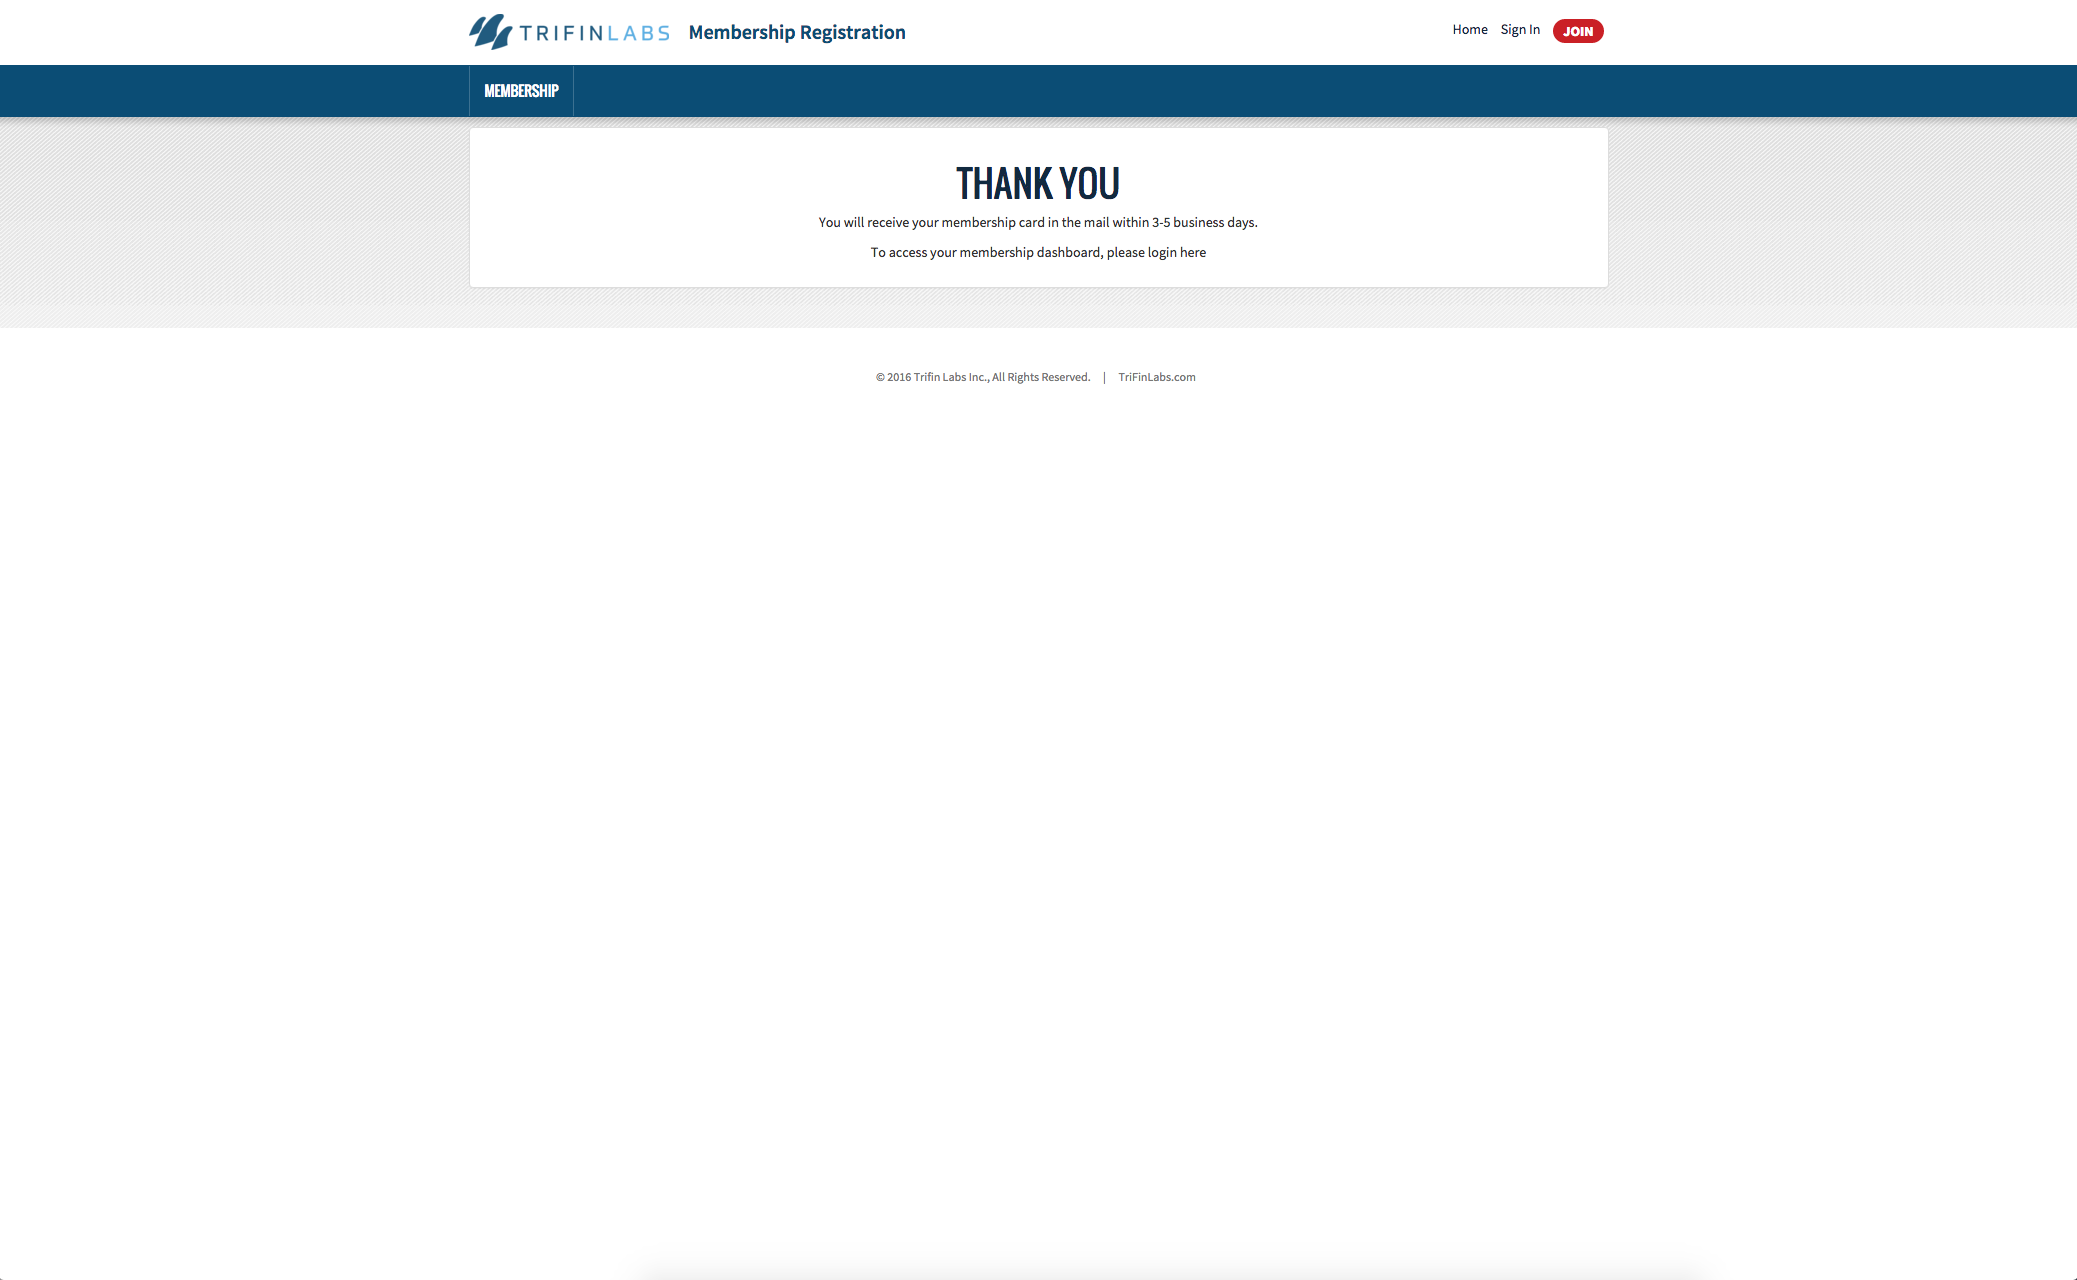 TRIFINLABS Membership Registration
Home Sign In JOIN
MEMBERSHIP
THANK YOU
You will receive your membership card in the mail within 3-5 business days.
To access your membership dashboard, please login here
© 2016 Trifin Labs Inc., All Rights Reserved. | TriFinLabs.com